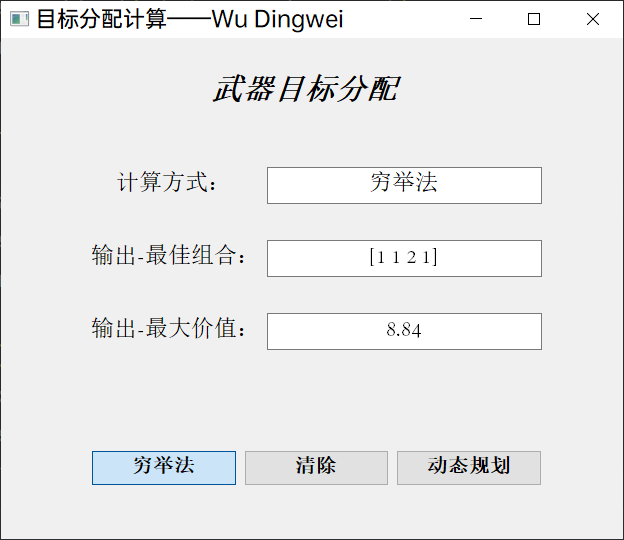 目标分配计算——Wu Dingwei
武器目标分配
计算方式： 穷举法
输出-最佳组合： [1 1 2 1]
输出-最大价值： 8.84
穷举法 清除 动态规划